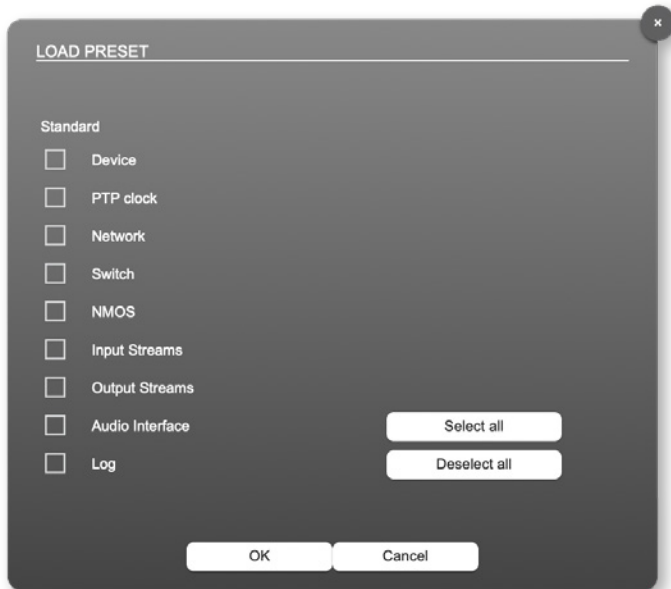 ×
LOAD PRESET
Standard
Device
PTP clock
Network
Switch
NMOS
Input Streams
Output Streams
Audio Interface
Select all
Log
Deselect all
OK
Cancel